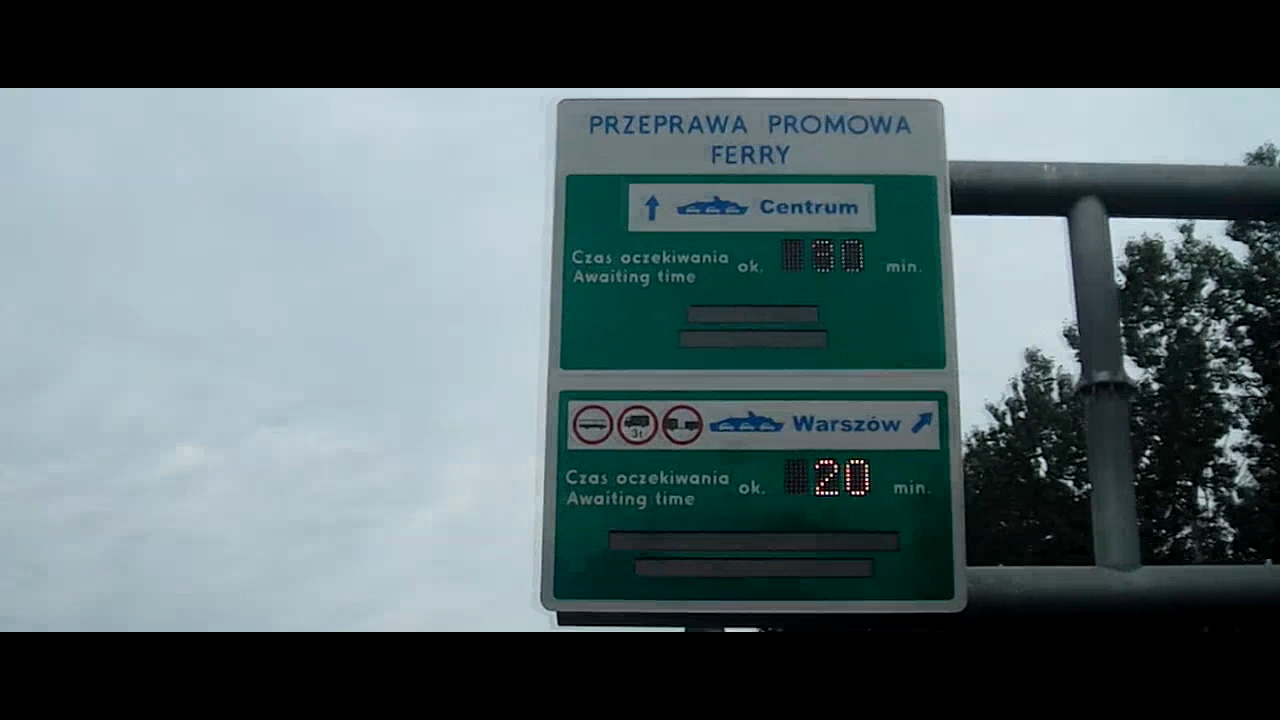 PRZEPRAWA PROMOWA
FERRY
Centrum
Czas oczekiwania
Awaiting time
ok. 90 min.
3t
Warszów
Czas oczekiwania
Awaiting time
ok. 20 min.